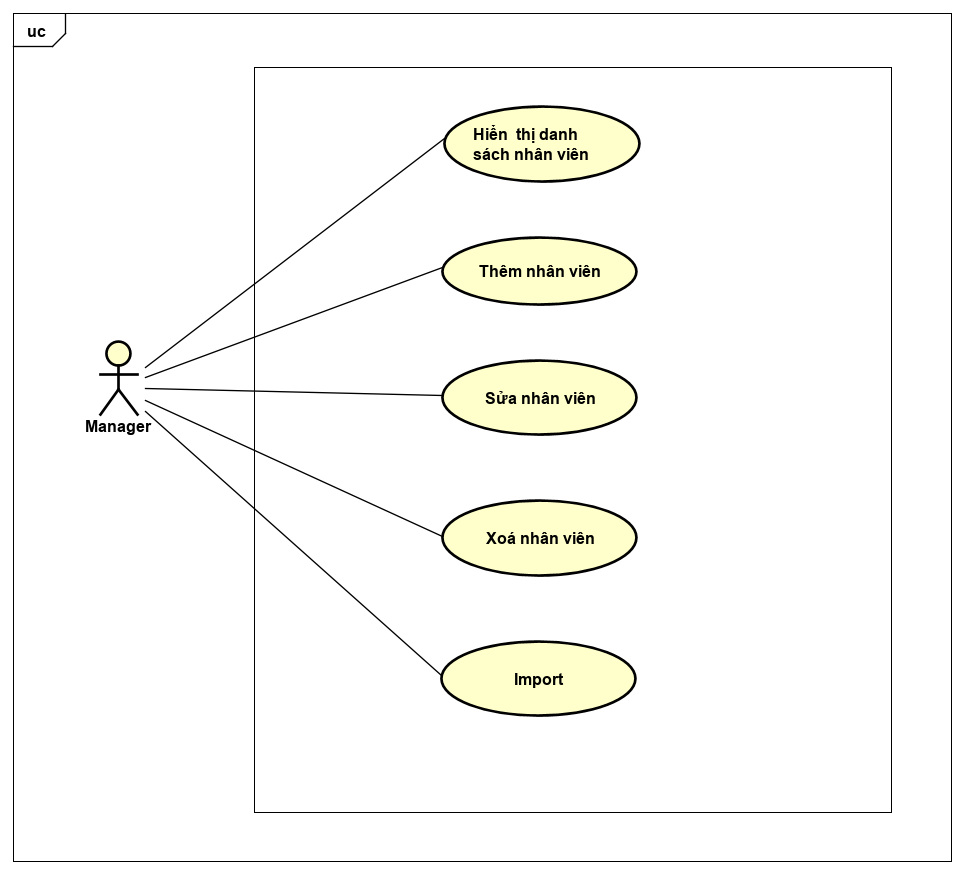 uc
Hiển thị danh
sách nhân viên
Thêm nhân viên
Sửa nhân viên
Manager
Xoá nhân viên
Import